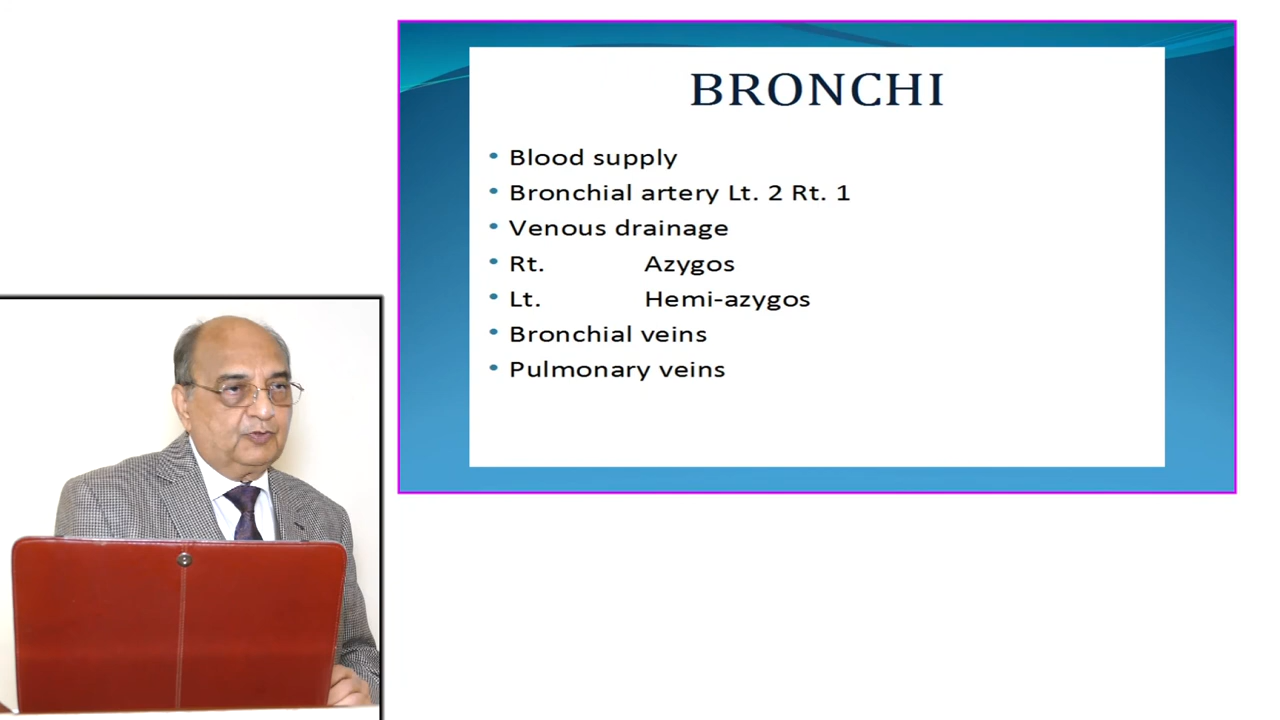 BRONCHI
• Blood supply
• Bronchial artery Lt. 2 Rt. 1
• Venous drainage
• Rt. Azygos
• Lt. Hemi-azygos
• Bronchial veins
• Pulmonary veins